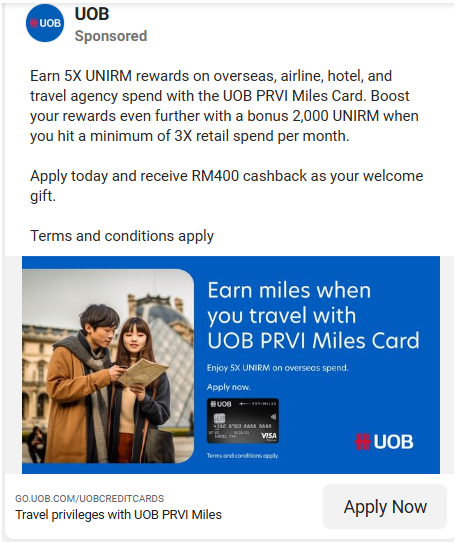 UOB
UOB
Sponsored
Earn 5X UNIRM rewards on overseas, airline, hotel, and
travel agency spend with the UOB PRVI Miles Card. Boost
your rewards even further with a bonus 2,000 UNIRM when
you hit a minimum of 3X retail spend per month.
Apply today and receive RM400 cashback as your welcome
gift.
Terms and conditions apply
Earn miles when
you travel with
UOB PRVI Miles Card
Enjoy 5X UNIRM on overseas spend.
Apply now.
UOB
PRVI MILES
VISA
Terms and conditions apply.
UOB
GO.UOB.COM/UOBCREDITCARDS
Travel privileges with UOB PRVI Miles
Apply Now